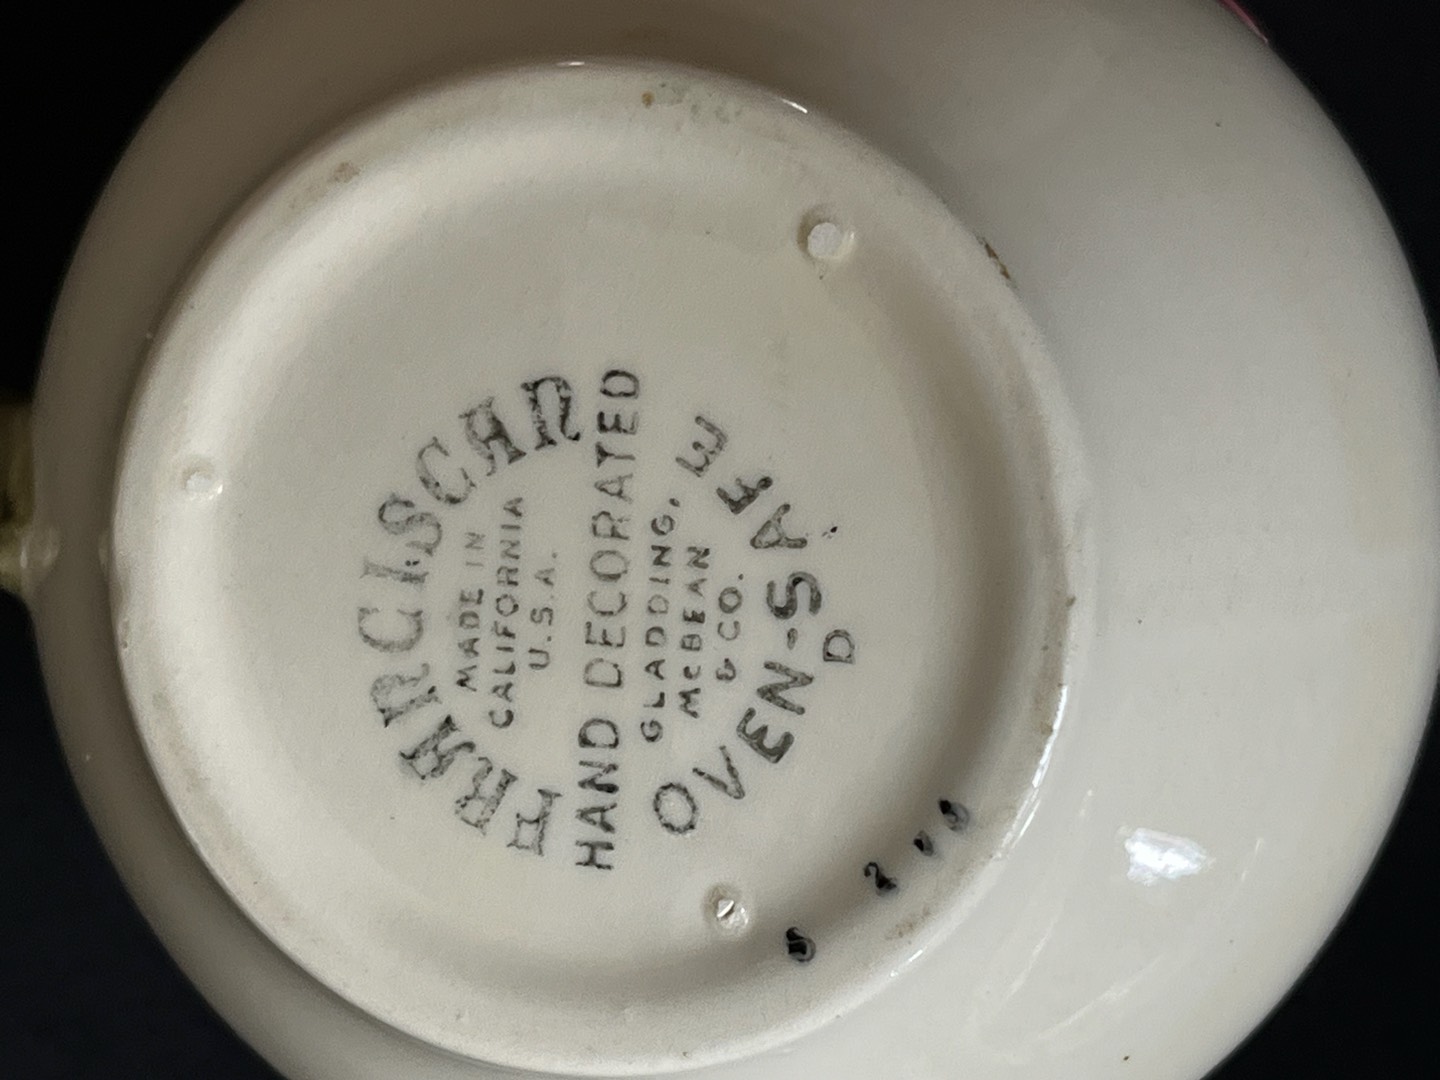 FRANCISCAN
MADE IN
CALIFORNIA
U.S.A.
HAND DECORATED
GLADDING,
McBEAN
& CO.
OVEN-SAFE
D